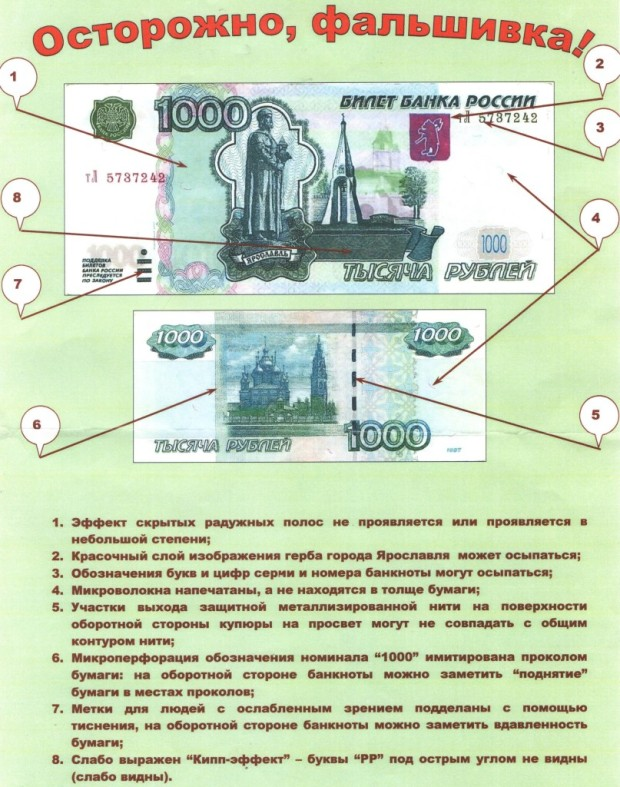 Осторожно, фальшивка!
1
2
1000
БИЛЕТ БАНКА РОССИИ
тЛ 5737242
3
тЛ 5737242
8
4
1000
1000
ПОДДЕЛКА
БИЛЕТОВ
БАНКА РОССИИ
ПРЕСЛЕДУЕТСЯ
ПО ЗАКОНУ
ЯРОСЛАВЛЬ
ТЫСЯЧА РУБЛЕЙ
7
1000
1000
6
5
ТЫСЯЧА РУБЛЕЙ
1000
1997
1. Эффект скрытых радужных полос не проявляется или проявляется в
небольшой степени;
2. Красочный слой изображения герба города Ярославля может осыпаться;
3. Обозначения букв и цифр серии и номера банкноты могут осыпаться;
4. Микроволокна напечатаны, а не находятся в толще бумаги;
5. Участки выхода защитной металлизированной нити на поверхности
оборотной стороны купюры на просвет могут не совпадать с общим
контуром нити;
6. Микроперфорация обозначения номинала “1000” имитирована проколом
бумаги: на оборотной стороне банкноты можно заметить “поднятие”
бумаги в местах проколов;
7. Метки для людей с ослабленным зрением подделаны с помощью
тиснения, на оборотной стороне банкноты можно заметить вдавленность
бумаги;
8. Слабо выражен “Кипп-эффект” – буквы “РР” под острым углом не видны
(слабо видны).